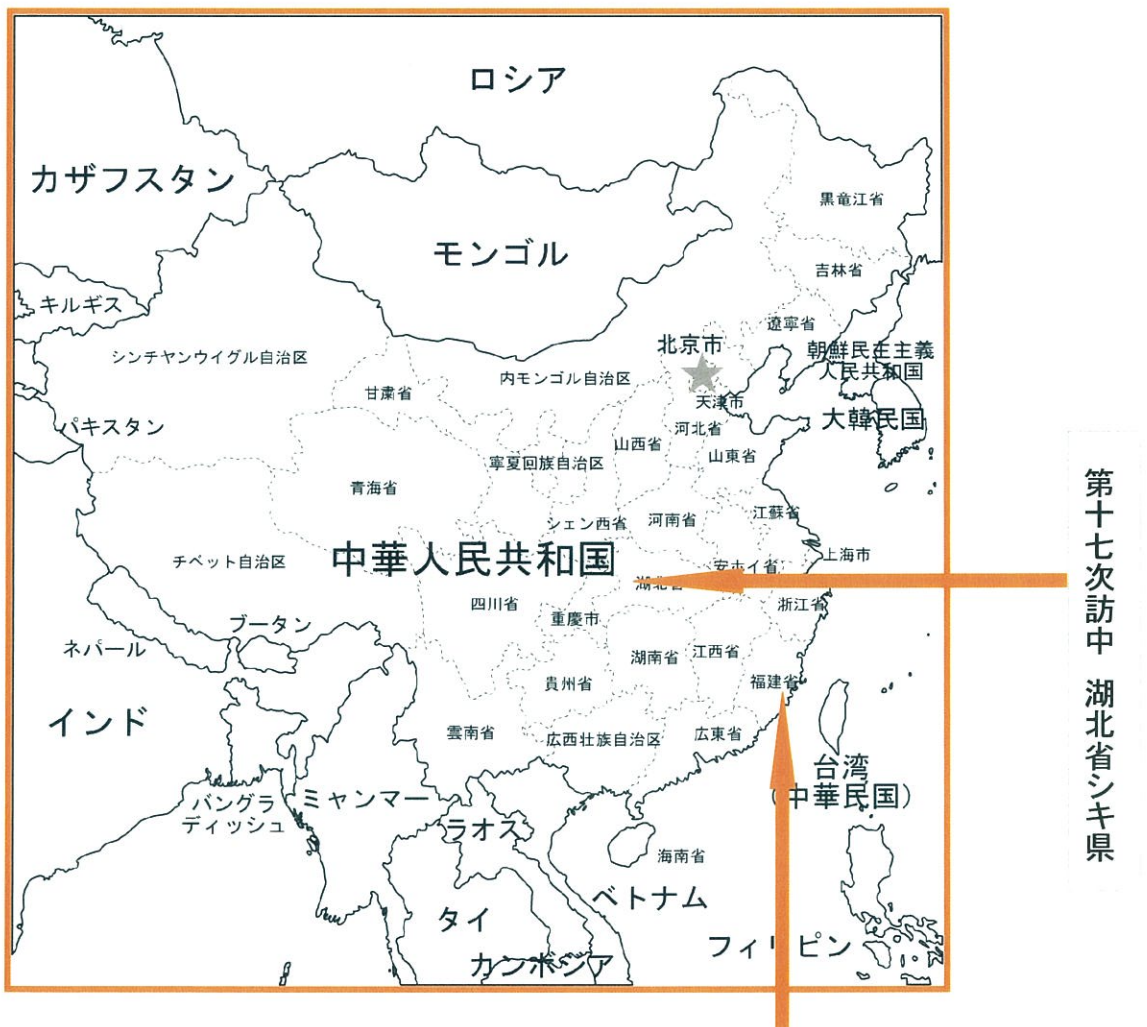 ロシア
カザフスタン
モンゴル
黒竜江省
吉林省
キルギス
遼寧省
北京市
シンチヤンウイグル自治区
朝鮮民主主義
人民共和国
内モンゴル自治区
甘粛省
天津市
パキスタン
大韓民国
河北省
山西省
山東省
寧夏回族自治区
青海省
江蘇省
シェン西省
河南省
中華人民共和国
上海市
チベット自治区
安ホイ省
湖北省
四川省
浙江省
重慶市
ブータン
ネパール
湖南省
江西省
貴州省
福建省
インド
雲南省
広西壮族自治区
広東省
台湾
(中華民国)
バングラ
ディッシュ
ミャンマー
ラオス
海南省
ベトナム
タイ
フィリピン
カンボジア
第十七次訪中 湖北省シキ県